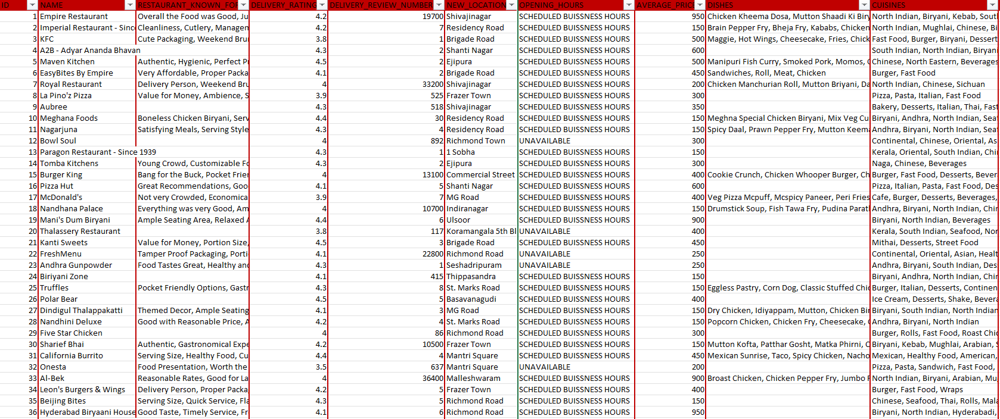 ID NAME RESTAURANT_KNOWN_FOR DELIVERY_RATING DELIVERY_REVIEW_NUMBER NEW_LOCATION OPENING_HOURS AVERAGE_PRICE DISHES CUISINES
1 Empire Restaurant Overall the Food was Good, Ju 4.2 19700 Shivajinagar SCHEDULED BUISSNESS HOURS 950 Chicken Kheema Dosa, Mutton Shaadi Ki Biry North Indian, Biryani, Kebab, Sout
2 Imperial Restaurant - Sinc Cleanliness, Cutlery, Managem 4.2 7 Residency Road SCHEDULED BUISSNESS HOURS 150 Brain Pepper Fry, Bheja Fry, Kababs, Chicken North Indian, Mughlai, Chinese, Bi
3 KFC Cute Packaging, Weekend Bru 3.8 1 Brigade Road SCHEDULED BUISSNESS HOURS 500 Maggie, Hot Wings, Cheesecake, Fries, Chick Fast Food, Burger, Biryani, Dessert
4 A2B - Adyar Ananda Bhavan 4.3 2 Shanti Nagar SCHEDULED BUISSNESS HOURS 600 South Indian, North Indian, Biryani
5 Maven Kitchen Authentic, Hygienic, Perfect P 4.5 2 Ejipura SCHEDULED BUISSNESS HOURS 500 Manipuri Fish Curry, Smoked Pork, Momos, Chinese, North Eastern, Beverages
6 EasyBites By Empire Very Affordable, Proper Packa 4.1 2 Brigade Road SCHEDULED BUISSNESS HOURS 450 Sandwiches, Roll, Meat, Chicken Burger, Fast Food
7 Royal Restaurant Delivery Person, Weekend Bru 4 33200 Shivajinagar SCHEDULED BUISSNESS HOURS 200 Chicken Manchurian Roll, Mutton Briyani, Da North Indian, Chinese, Sichuan
8 La Pino'z Pizza Value for Money, Ambience, S 3.9 525 Frazer Town SCHEDULED BUISSNESS HOURS 300 Pizza, Pasta, Italian, Fast Food
9 Aubree 4.3 518 Shivajinagar SCHEDULED BUISSNESS HOURS 350 Bakery, Desserts, Italian, Thai, Fast
10 Meghana Foods Boneless Chicken Biryani, Serv 4.4 30 Residency Road SCHEDULED BUISSNESS HOURS 150 Meghna Special Chicken Biryani, Mix Veg Cu Biryani, Andhra, North Indian, Sea
11 Nagarjuna Satisfying Meals, Serving Style 4.3 4 Residency Road SCHEDULED BUISSNESS HOURS 150 Spicy Daal, Prawn Pepper Fry, Mutton Keem Andhra, Biryani, North Indian, Sea
12 Bowl Soul 4 892 Richmond Town UNAVAILABLE 300 Continental, Chinese, Oriental, As
13 Paragon Restaurant - Since 1939 4.3 1 1 Sobha SCHEDULED BUISSNESS HOURS 150 Kerala, Oriental, South Indian, Chi
14 Tomba Kitchens Young Crowd, Customizable Fo 4.3 2 Ejipura SCHEDULED BUISSNESS HOURS 300 Naga, Chinese, Beverages
15 Burger King Bang for the Buck, Pocket Frier 4 13100 Commercial Street SCHEDULED BUISSNESS HOURS 400 Cookie Crunch, Chicken Whooper Burger, Ch Burger, Fast Food, Desserts, Bever
16 Pizza Hut Great Recommendations, Goo 4.1 5 Shanti Nagar SCHEDULED BUISSNESS HOURS 600 Pizza, Italian, Pasta, Fast Food, Des
17 McDonald's Not very Crowded, Economica 3.9 7 MG Road SCHEDULED BUISSNESS HOURS 400 Veg Pizza Mcpuff, Mcspicy Paneer, Peri Fries Cafe, Burger, Desserts, Beverages,
18 Nandhana Palace Everything was very Good, Am 4 10700 Indiranagar SCHEDULED BUISSNESS HOURS 150 Drumstick Soup, Fish Tawa Fry, Pudina Parat Andhra, Biryani, North Indian, Chi
19 Mani's Dum Biryani Ample Seating Area, Relaxed A 4.4 6 Ulsoor SCHEDULED BUISSNESS HOURS 900 Biryani, North Indian, Beverages
20 Thalassery Restaurant 3.8 117 Koramangala 5th Bl UNAVAILABLE 400 Kerala, South Indian, Seafood, Nor
21 Kanti Sweets Value for Money, Portion Size, 4.5 3 Brigade Road SCHEDULED BUISSNESS HOURS 450 Mithai, Desserts, Street Food
22 FreshMenu Tamper Proof Packaging, Porti 4.1 22800 Richmond Road UNAVAILABLE 250 Continental, Oriental, Asian, Healt
23 Andhra Gunpowder Food Tastes Great, Healthy and 4.3 1 Seshadripuram UNAVAILABLE 250 Andhra, Biryani, South Indian, Des
24 Biriyani Zone 4.1 415 Thippasandra SCHEDULED BUISSNESS HOURS 150 Biryani, Andhra, North Indian, Chi
25 Truffles Pocket Friendly Options, Gastr 4.3 8 St. Marks Road SCHEDULED BUISSNESS HOURS 150 Eggless Pastry, Corn Dog, Classic Stuffed Chi Burger, Italian, Desserts, Continen
26 Polar Bear 4.5 5 Basavanagudi SCHEDULED BUISSNESS HOURS 400 Ice Cream, Desserts, Shake, Bevera
27 Dindigul Thalappakatti Themed Decor, Ample Seating 4.1 3 MG Road SCHEDULED BUISSNESS HOURS 150 Dry Chicken, Idiyappam, Mutton, Chicken Bi Biryani, South Indian, North Indian
28 Nandhini Deluxe Good with Reasonable Price, A 4.2 4 St. Marks Road SCHEDULED BUISSNESS HOURS 150 Popcorn Chicken, Chicken Fry, Cheesecake, Andhra, Biryani, North Indian
29 Five Star Chicken 4 86 Richmond Road SCHEDULED BUISSNESS HOURS 300 Burger, Rolls, Fast Food, Roast Chic
30 Sharief Bhai Authentic, Gastronomical Expe 4.2 10500 Frazer Town SCHEDULED BUISSNESS HOURS 150 Mutton Kofta, Patthar Gosht, Matka Phirni, C Biryani, Kebab, Mughlai, Arabian, S
31 California Burrito Serving Size, Healthy Food, Cu 4.4 4 Mantri Square SCHEDULED BUISSNESS HOURS 450 Mexican Sunrise, Taco, Spicy Chicken, Nacho Mexican, Healthy Food, American,
32 Onesta Food Presentation, Worth the 3.5 637 Mantri Square UNAVAILABLE 200 Pizza, Pasta, Sandwich, Fast Food,
33 Al-Bek Reasonable Rates, Good for La 4 36400 Malleshwaram SCHEDULED BUISSNESS HOURS 900 Broast Chicken, Chicken Pepper Fry, Jumbo F North Indian, Biryani, Arabian, Mu
34 Leon's Burgers & Wings Delivery Person, Proper Packa 4.2 5 Frazer Town SCHEDULED BUISSNESS HOURS 400 Burger, Fast Food, Wraps
35 Beijing Bites Serving Size, Quick Service, Fla 4.3 5 Richmond Road SCHEDULED BUISSNESS HOURS 150 Chinese, Seafood, Thai, Rolls, Mala
36 Hyderabad Biryaani House Good Taste, Timely Service, Fr 4.1 6 Richmond Road SCHEDULED BUISSNESS HOURS 950 Biryani, North Indian, Hyderabadi,